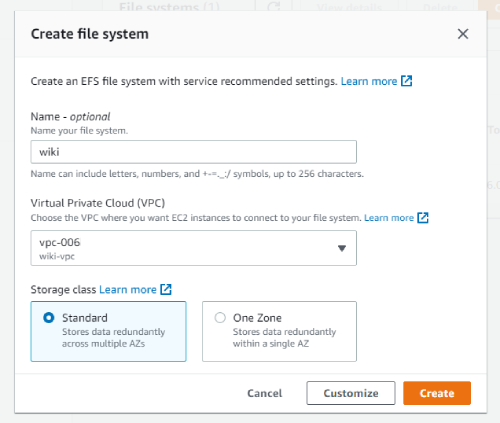 File systems (1)
View details
Delete
Create file system
Create an EFS file system with service recommended settings. Learn more
Name - optional
Name your file system.
wiki
Name can include letters, numbers, and +-=._:/ symbols, up to 256 characters.
Virtual Private Cloud (VPC)
Choose the VPC where you want EC2 instances to connect to your file system. Learn more
vpc-006
wiki-vpc
Storage class Learn more
Standard
Stores data redundantly
across multiple AZs
One Zone
Stores data redundantly
within a single AZ
Cancel
Customize
Create